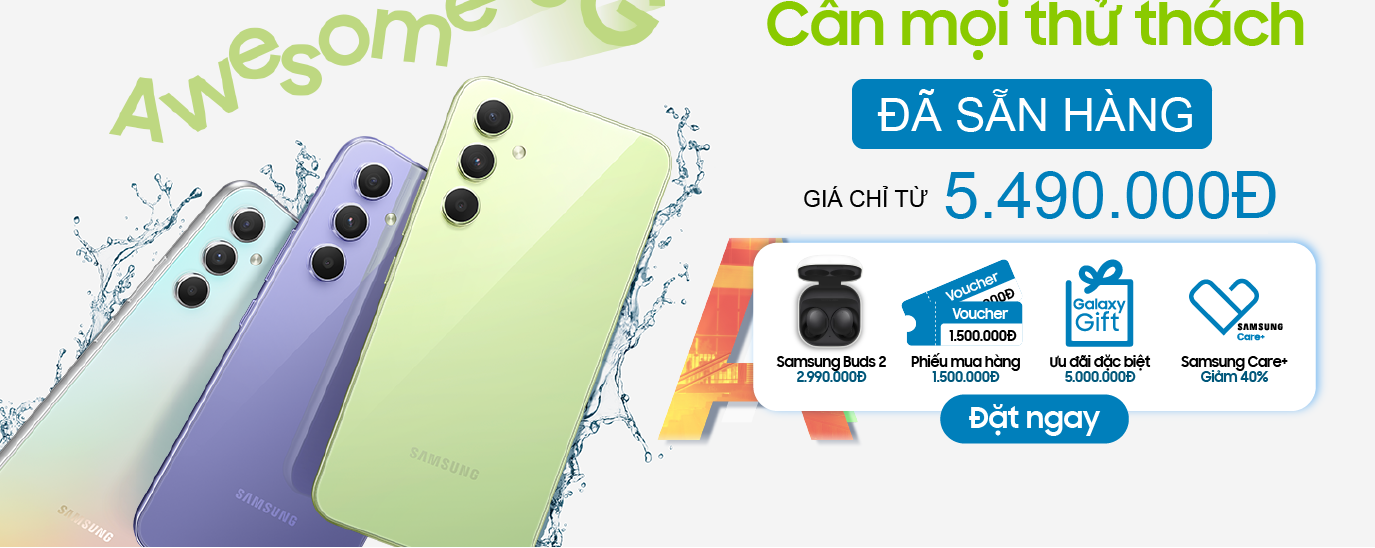 Awesome
G
Cân mọi thử thách
ĐÃ SẴN HÀNG
GIÁ CHỈ TỪ 5.490.000Đ
Voucher
Voucher
1.500.000Đ
Galaxy
Gift
SAMSUNG
Care+
Samsung Buds 2
2.990.000Đ
Phiếu mua hàng
1.500.000Đ
Ưu đãi đặc biệt
5.000.000Đ
Samsung Care+
Giảm 40%
Đặt ngay
SAMSUNG
SAMSUNG
SAMSUNG